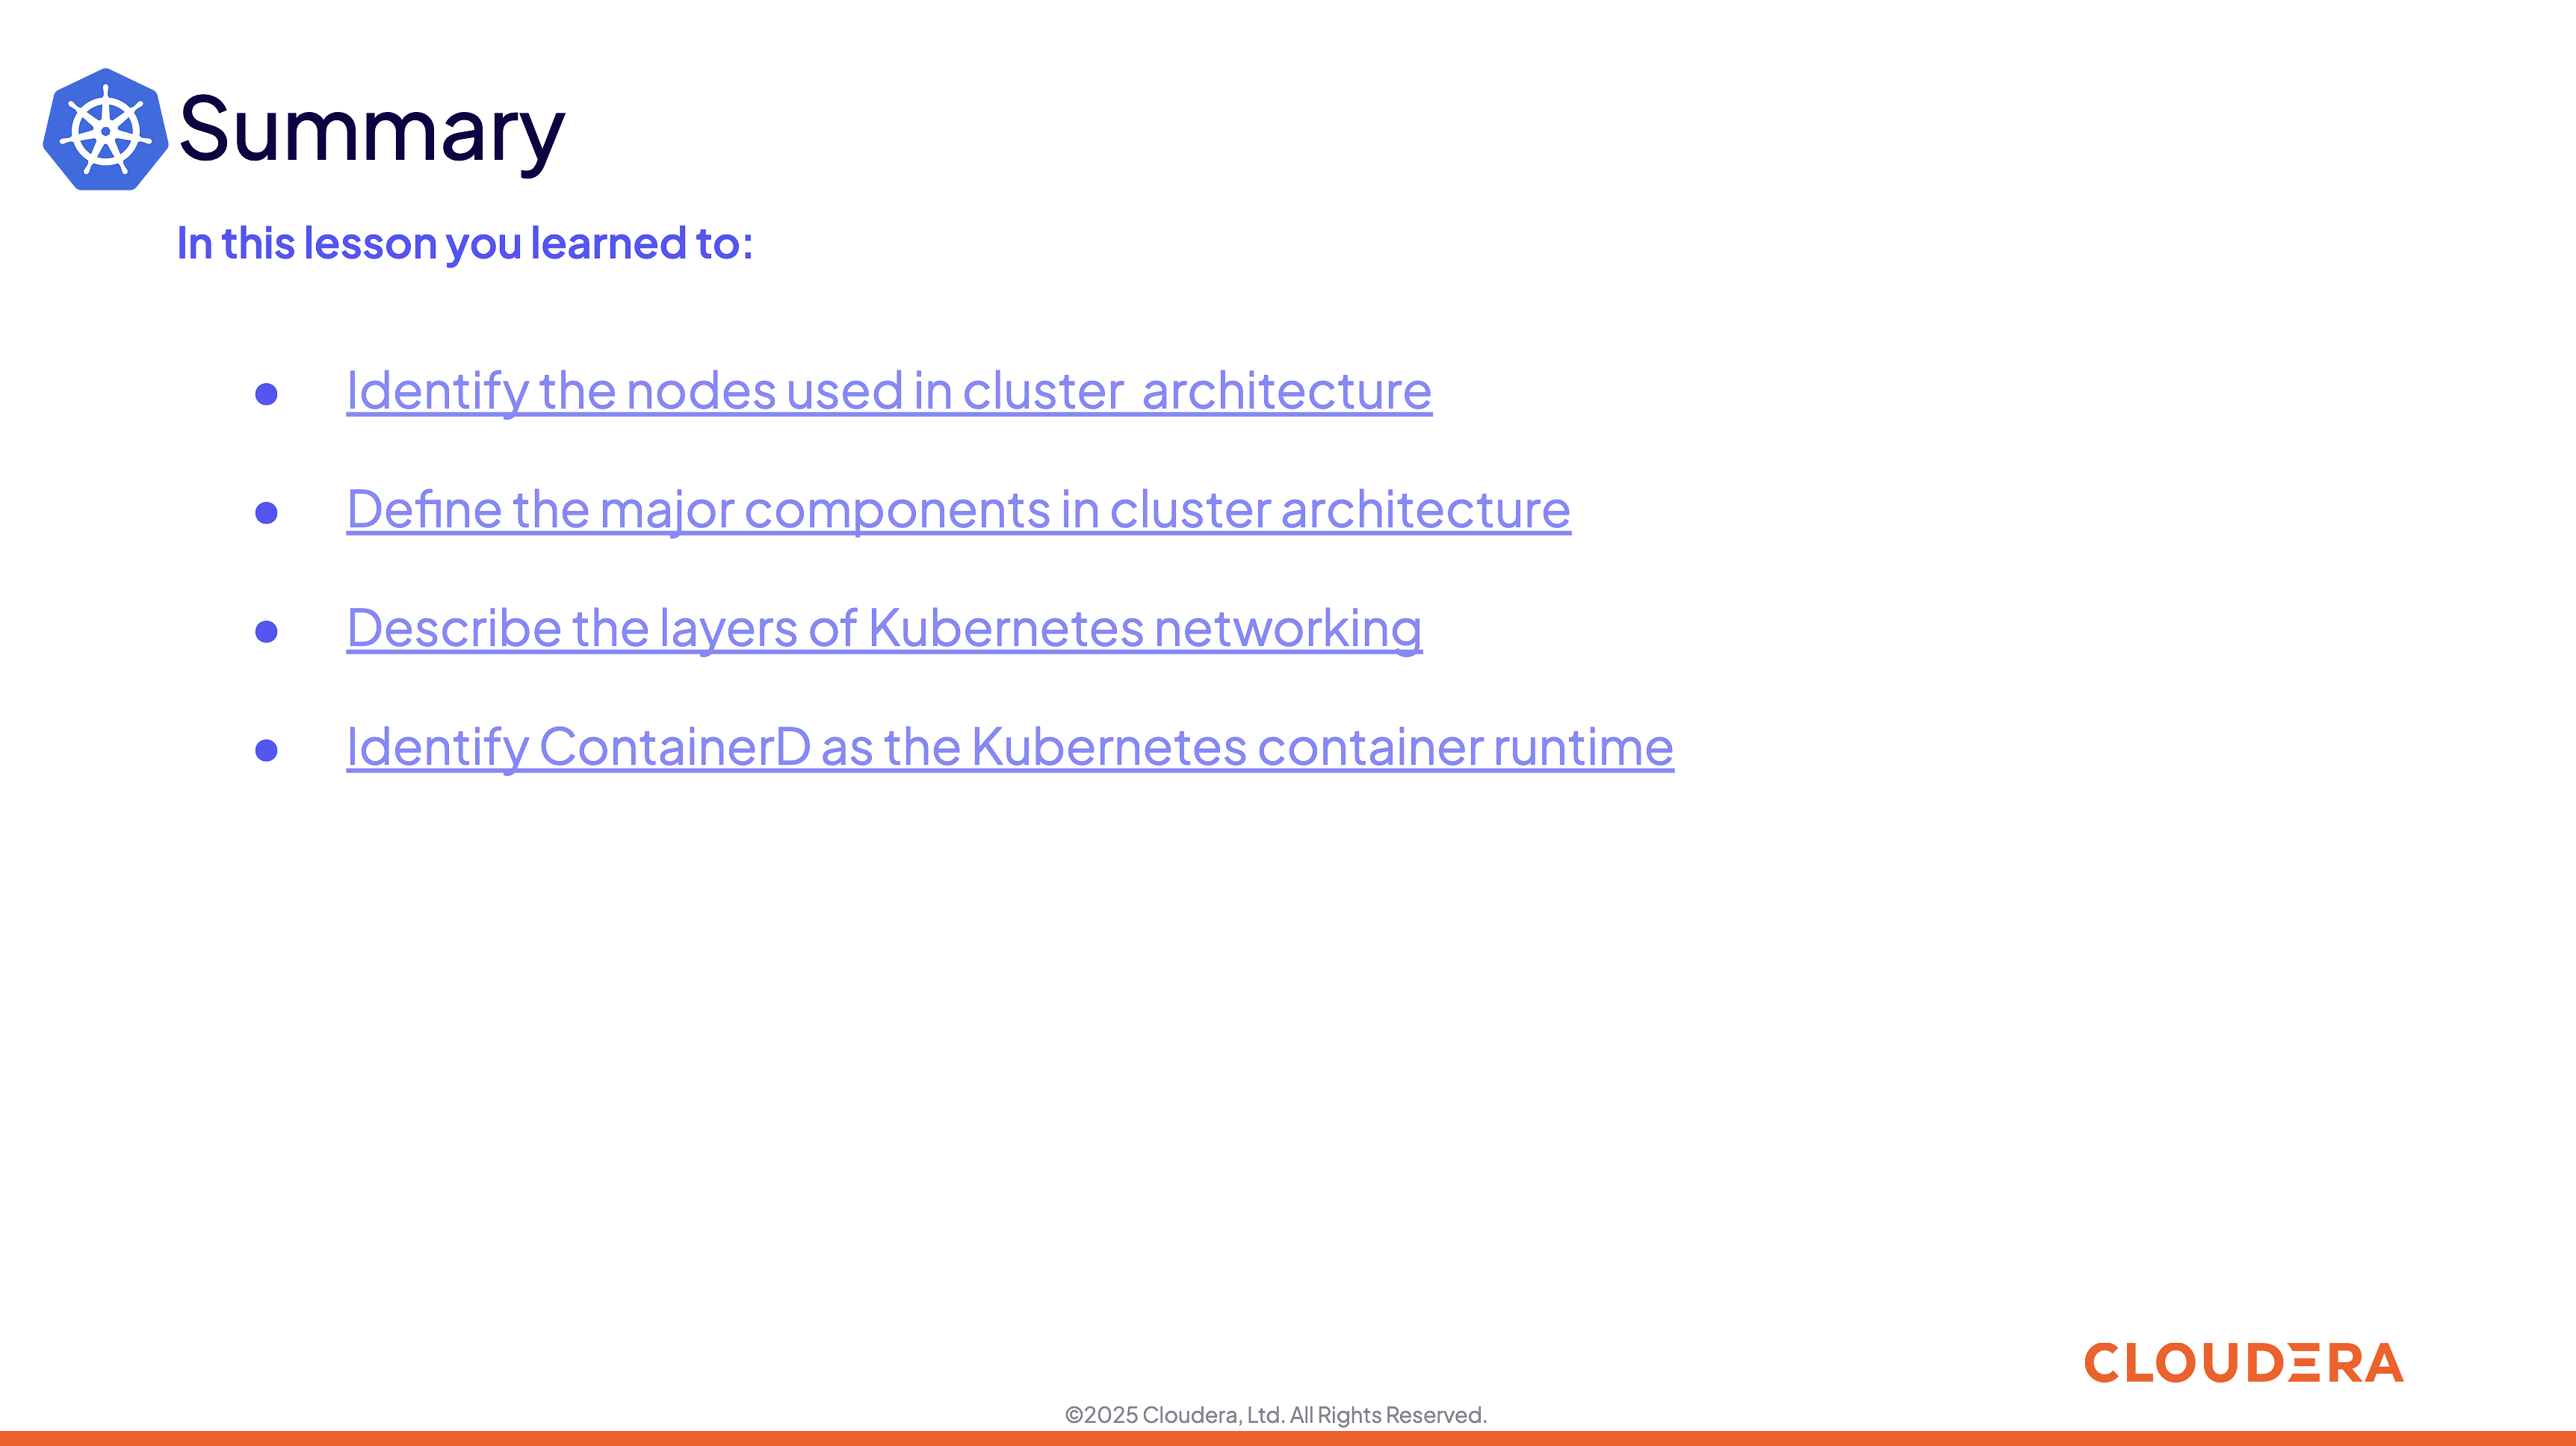 Summary
In this lesson you learned to:
● Identify the nodes used in cluster  architecture
● Define the major components in cluster architecture
● Describe the layers of Kubernetes networking
● Identify ContainerD as the Kubernetes container runtime
CLOUDERA
©2025 Cloudera, Ltd. All Rights Reserved.